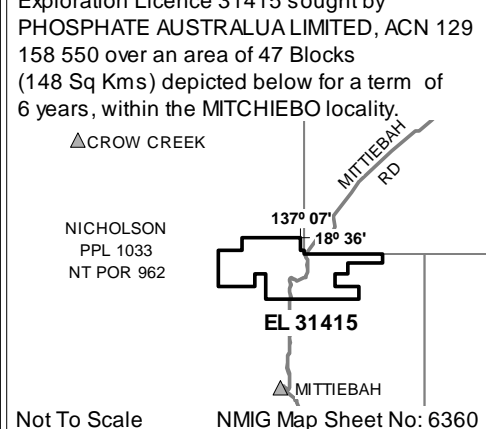 Exploration Licence 31415 sought by
PHOSPHATE AUSTRALUA LIMITED, ACN 129
158 550 over an area of 47 Blocks
(148 Sq Kms) depicted below for a term of
6 years, within the MITCHIEBO locality.
CROW CREEK
MITTIEBAH
RD
NICHOLSON
PPL 1033
NT POR 962
137º 07'
18º 36'
EL 31415
MITTIEBAH
Not To Scale NMIG Map Sheet No: 6360